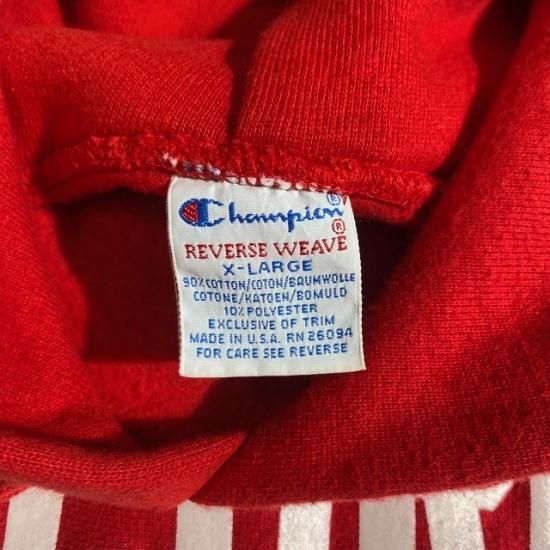 Champion®
REVERSE WEAVE®
X-LARGE
90% COTTON/COTON/BAUMWOLLE
COTONE/KATOEN/BOMULD
10% POLYESTER
EXCLUSIVE OF TRIM
MADE IN U.S.A. RN 26094
FOR CARE SEE REVERSE